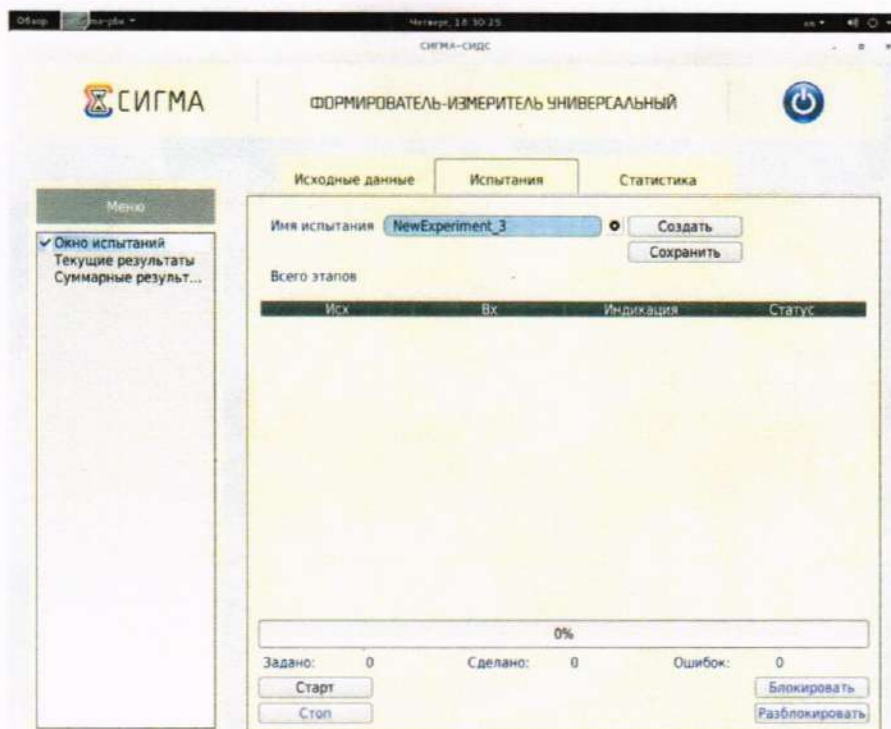 Обзор
Четверг, 18:30:25
en
СИГМА-СИДС
СИГМА
ФОРМИРОВАТЕЛЬ-ИЗМЕРИТЕЛЬ УНИВЕРСАЛЬНЫЙ
Исходные данные Испытания Статистика
Меню
Окно испытаний
Текущие результаты
Суммарные результ...
Имя испытания NewExperiment_3 Создать
Сохранить
Всего этапов
Исх Вх Индикация Статус
0%
Задано: 0 Сделано: 0 Ошибок: 0
Старт Блокировать
Стоп Разблокировать